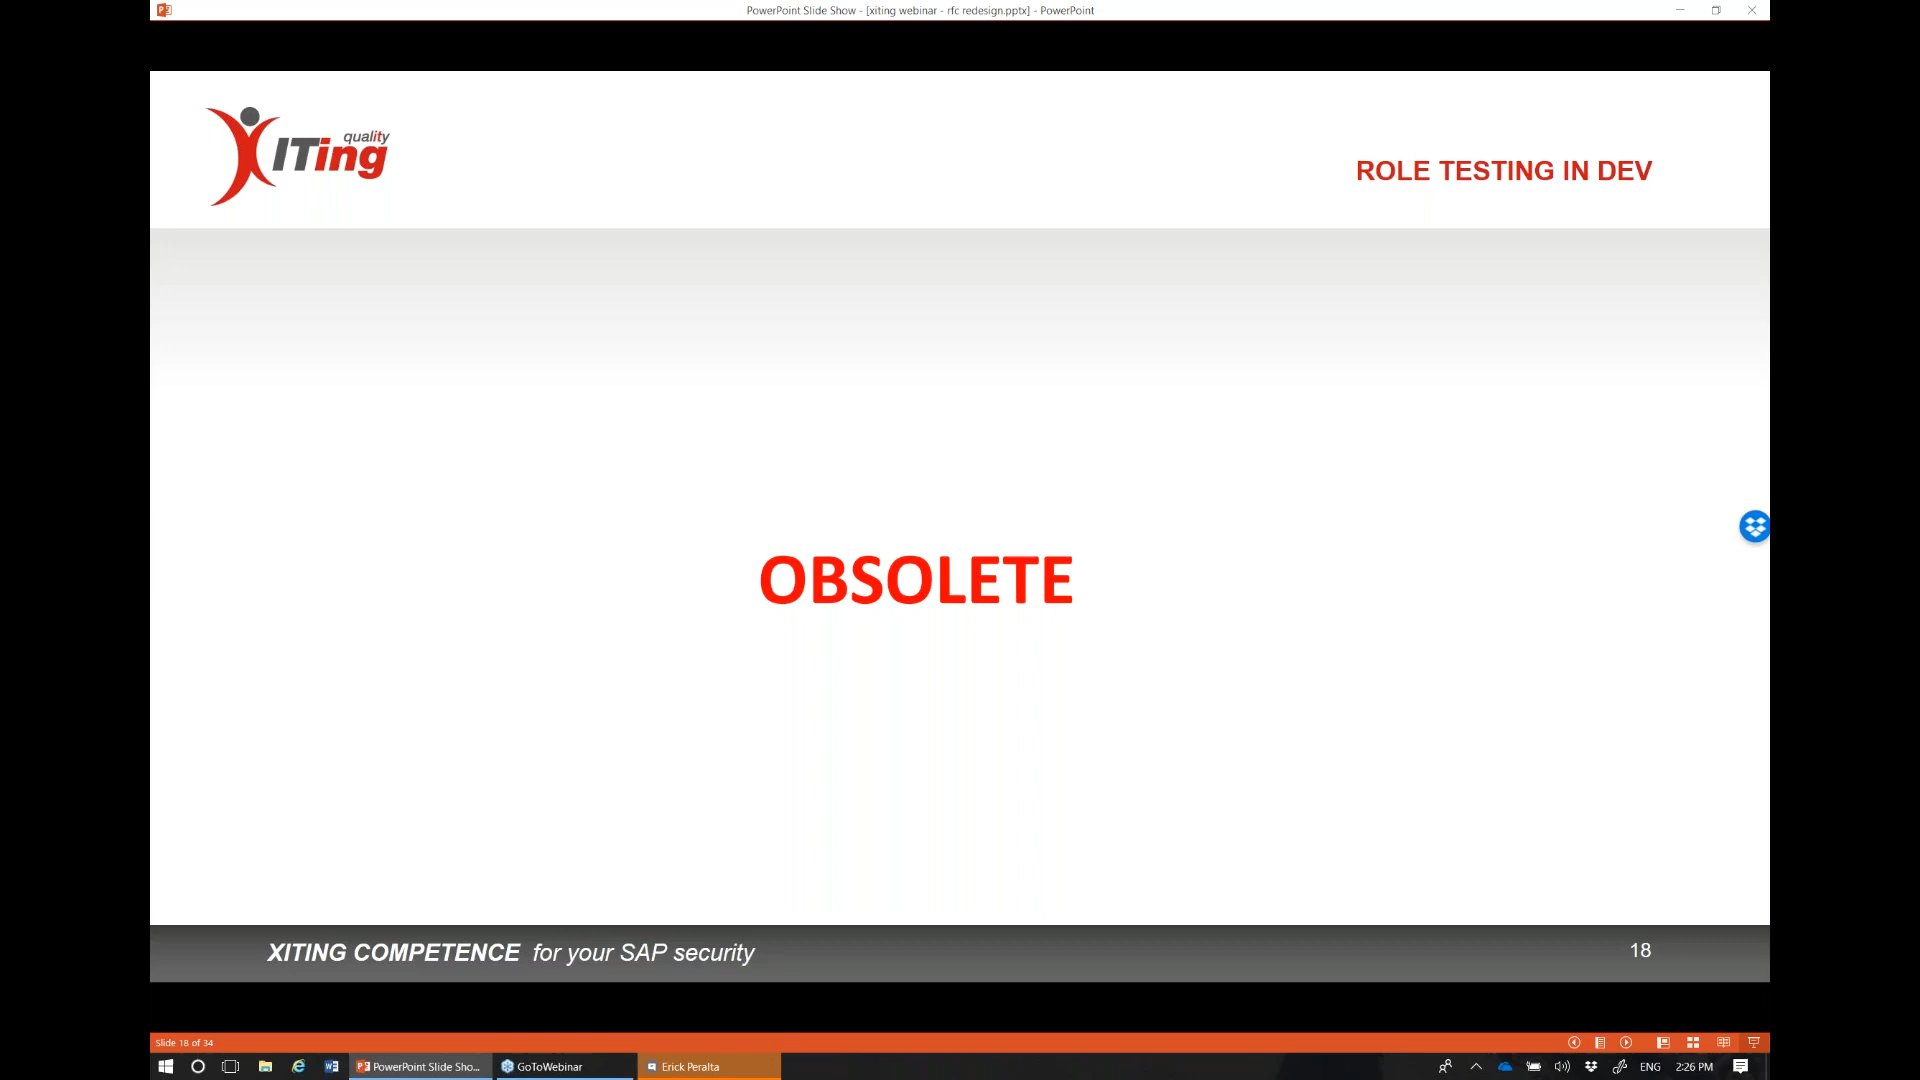 PowerPoint Slide Show - [xiting webinar - rfc redesign.pptx] - PowerPoint
quality
XITing
ROLE TESTING IN DEV
OBSOLETE
XITING COMPETENCE for your SAP security
18
Slide 18 of 34
PowerPoint Slide Sho...
GoToWebinar
Erick Peralta
ENG
2:26 PM